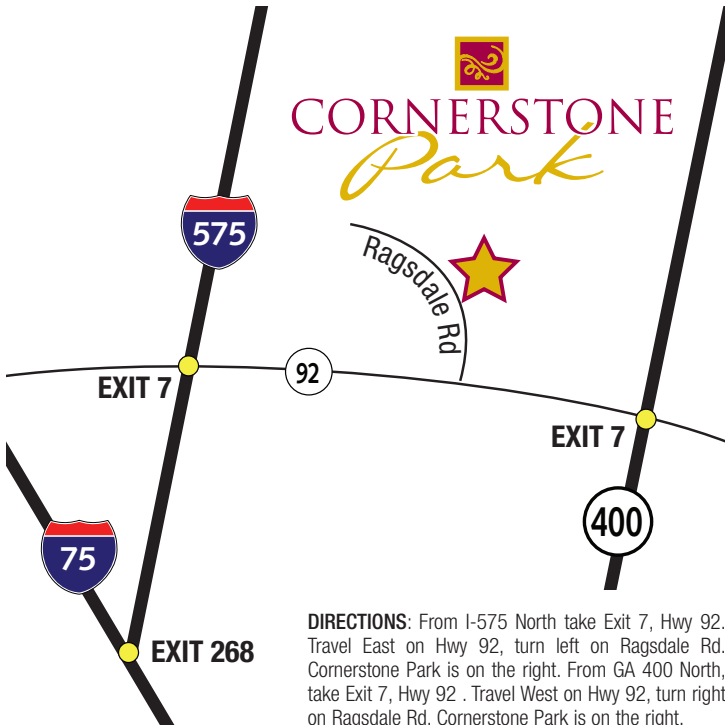 CORNERSTONE
Park
575
Ragsdale Rd
92
EXIT 7
EXIT 7
400
75
EXIT 268
DIRECTIONS: From I-575 North take Exit 7, Hwy 92.
Travel East on Hwy 92, turn left on Ragsdale Rd.
Cornerstone Park is on the right. From GA 400 North,
take Exit 7, Hwy 92 . Travel West on Hwy 92, turn right
on Ragsdale Rd. Cornerstone Park is on the right.